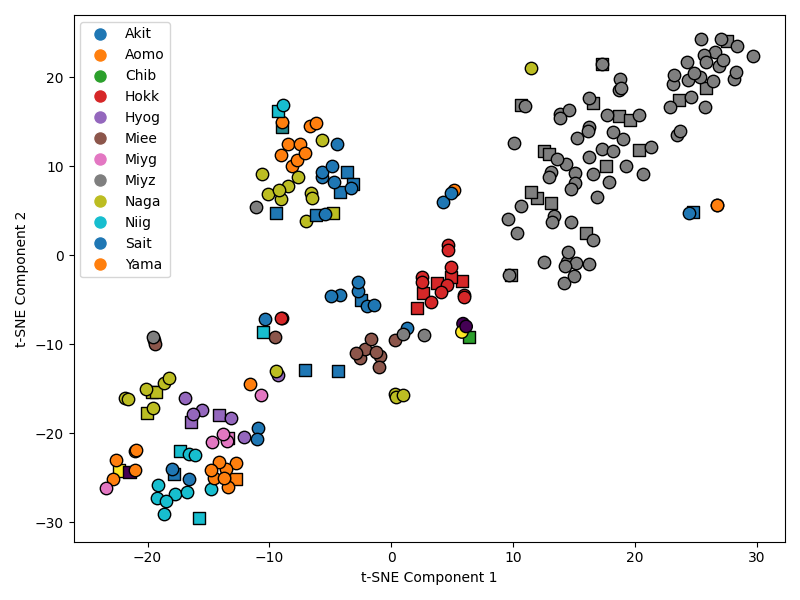 Akit
Aomo
Chib
Hokk
Hyog
Miee
Miyg
Miyz
Naga
Niig
Sait
Yama
t-SNE Component 2
20
10
0
−10
−20
−30
−20
−10
0
10
20
30
t-SNE Component 1